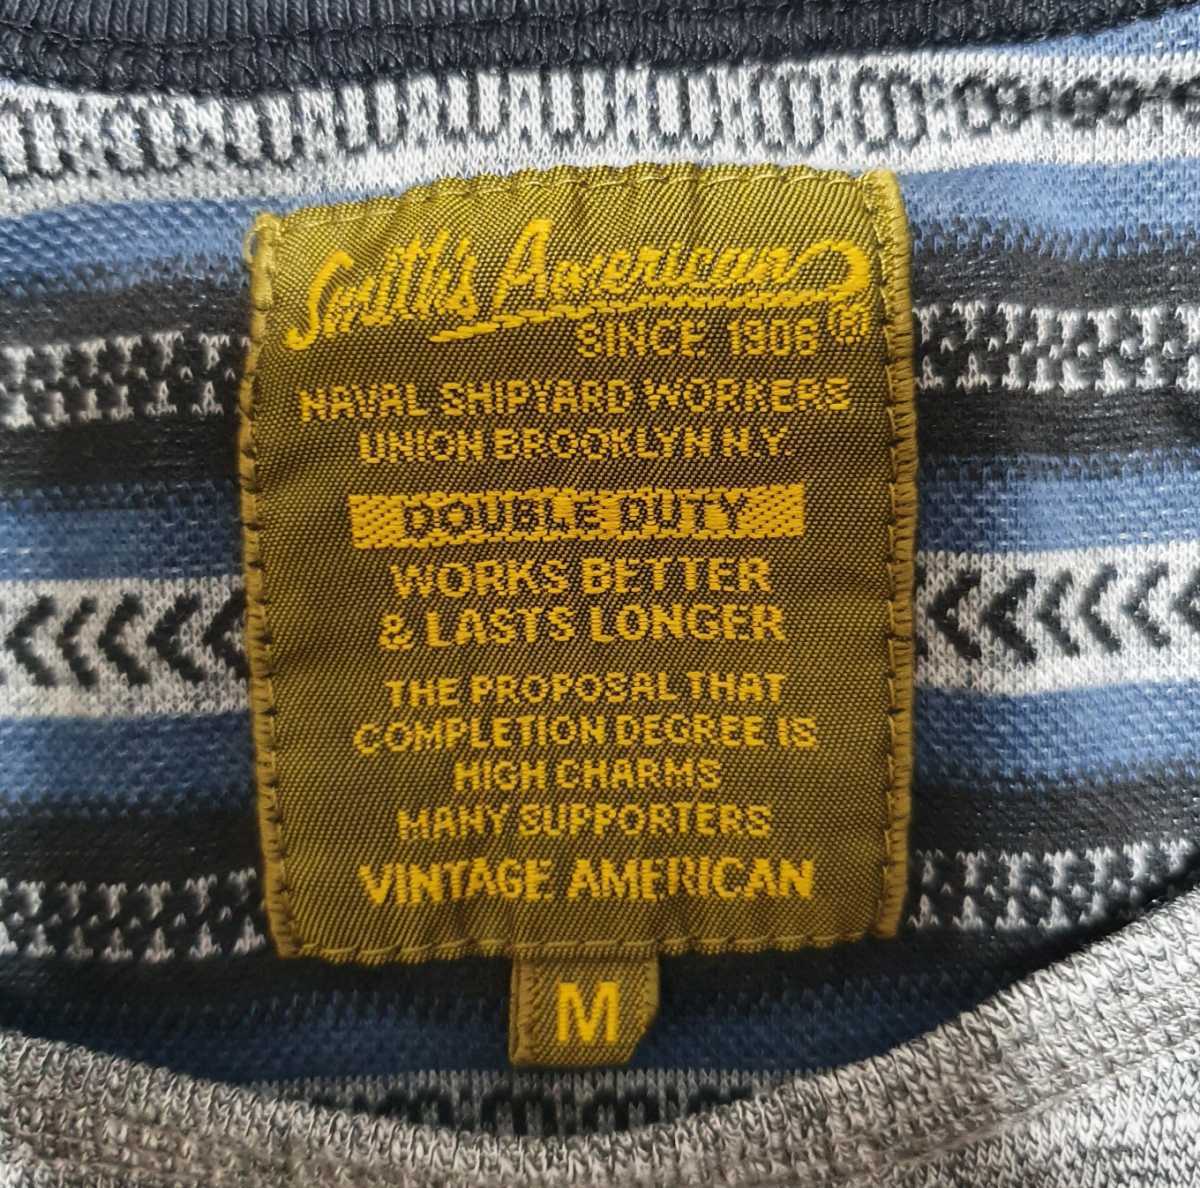 Smith's American
SINCE 1906 ®
NAVAL SHIPYARD WORKERS
UNION BROOKLYN N.Y.
DOUBLE DUTY
WORKS BETTER
& LASTS LONGER
THE PROPOSAL THAT
COMPLETION DEGREE IS
HIGH CHARMS
MANY SUPPORTERS
VINTAGE AMERICAN
M